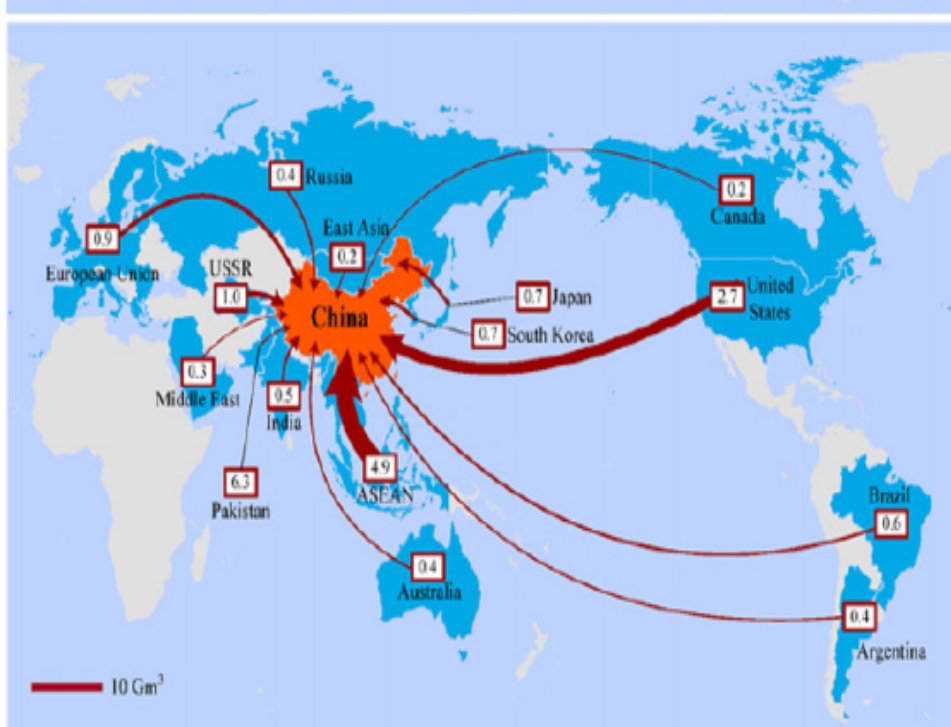 0.4 Russia
0.2
Canada
East Asia
0.2
0.9
European Union
USSR
1.0
China
0.7 Japan
0.7 South Korea
2.7 United
States
0.3
Middle East
0.5
India
6.3
Pakistan
4.9
ASEAN
Brazil
0.6
0.4
Australia
0.4
Argentina
10 Gm³